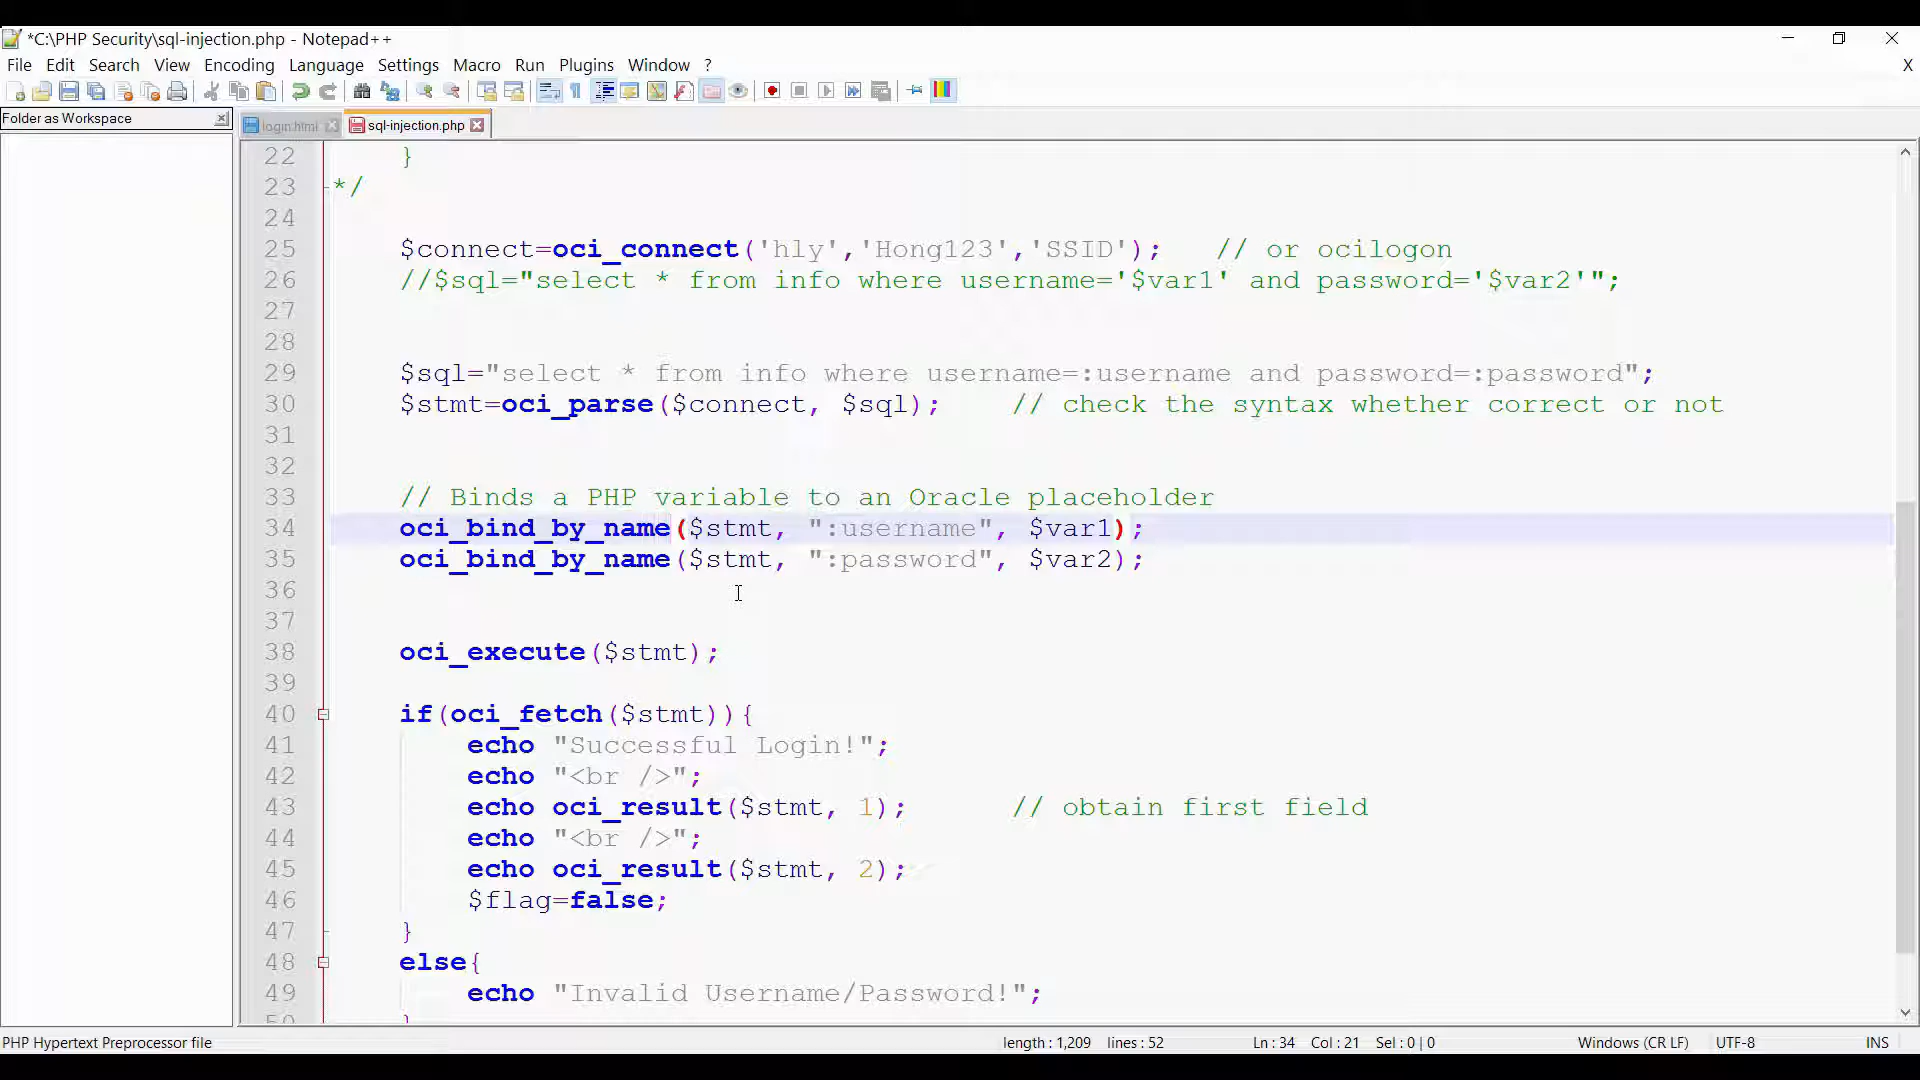 *C:\PHP Security\sql-injection.php - Notepad++
File Edit Search View Encoding Language Settings Macro Run Plugins Window ? X
Folder as Workspace
login.html sql-injection.php
22 }
23 */
24
25 $connect=oci_connect('hly','Hong123','SSID'); // or ocilogon
26 //$sql="select * from info where username='$var1' and password='$var2'";
27
28
29 $sql="select * from info where username=:username and password=:password";
30 $stmt=oci_parse($connect, $sql); // check the syntax whether correct or not
31
32
33 // Binds a PHP variable to an Oracle placeholder
34 oci_bind_by_name($stmt, ":username", $var1);
35 oci_bind_by_name($stmt, ":password", $var2);
36
37
38 oci_execute($stmt);
39
40 if(oci_fetch($stmt)){
41 echo "Successful Login!";
42 echo "<br />";
43 echo oci_result($stmt, 1); // obtain first field
44 echo "<br />";
45 echo oci_result($stmt, 2);
46 $flag=false;
47 }
48 else{
49 echo "Invalid Username/Password!";
50 }
PHP Hypertext Preprocessor file length : 1,209 lines : 52 Ln : 34 Col : 21 Sel : 0 | 0 Windows (CR LF) UTF-8 INS